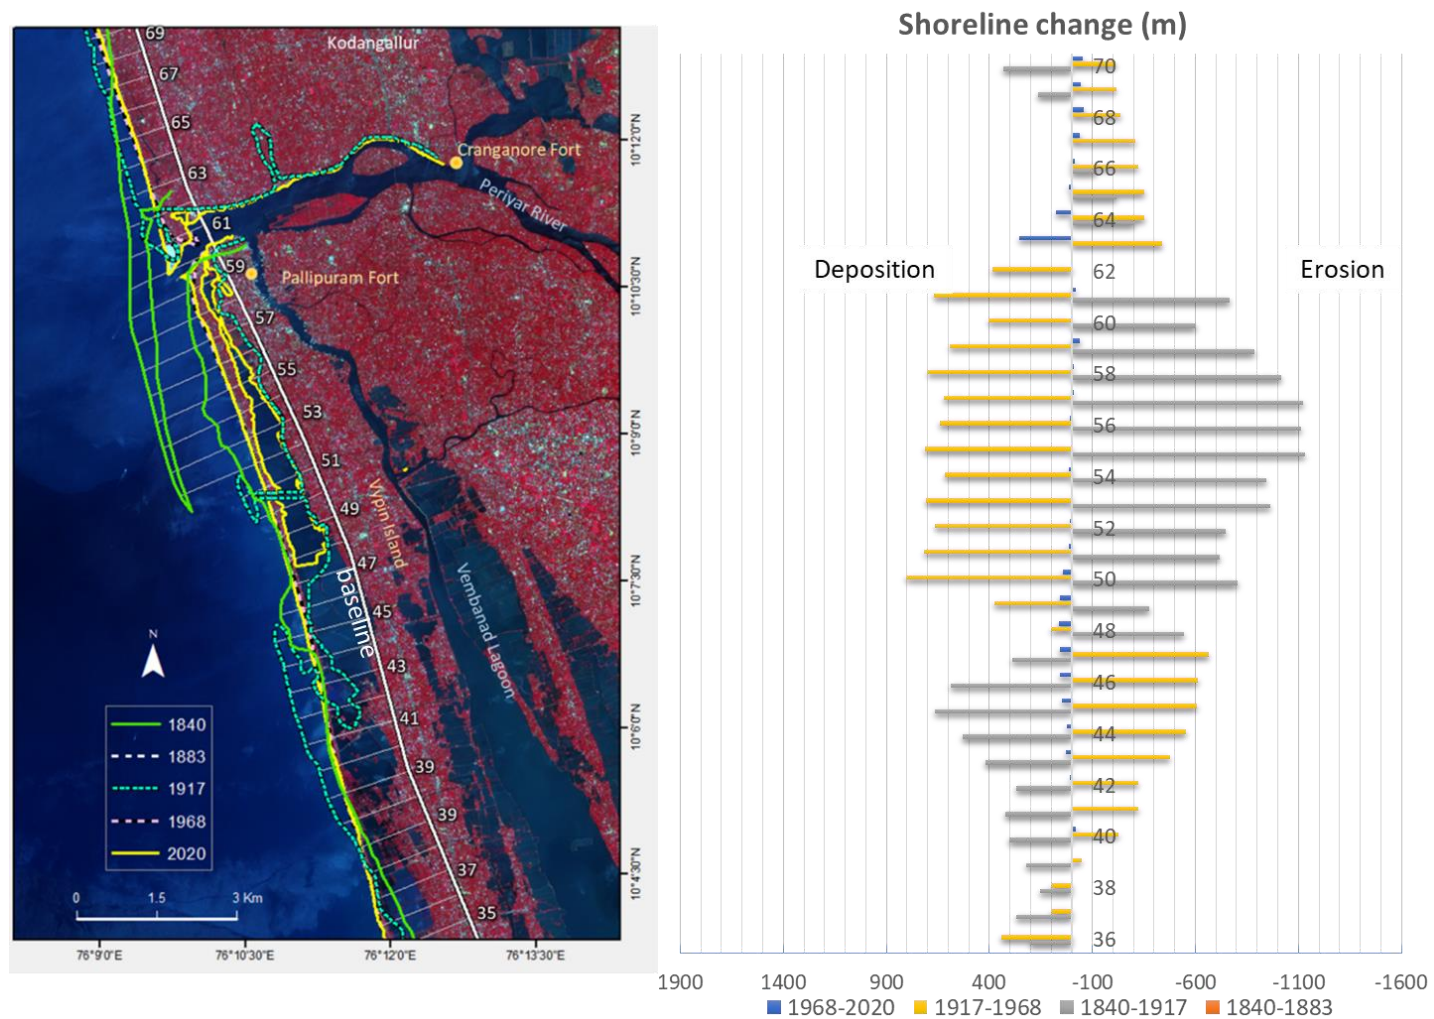 Shoreline change (m)
69
Kodangallur
67
65
Cranganore Fort
63
Periyar River
61
59
Pallipuram Fort
57
55
53
51
49
Vypin Island
47
baseline
45
Vembanad Lagoon
43
41
39
39
37
35
N
1840
1883
1917
1968
2020
0 1.5 3 Km
10°12'0"N
10°10'30"N
10°9'0"N
10°7'30"N
10°6'0"N
10°4'30"N
76°9'0"E 76°10'30"E 76°12'0"E 76°13'30"E
70
68
66
64
Deposition
62
Erosion
60
58
56
54
52
50
48
46
44
42
40
38
36
1900 1400 900 400 -100 -600 -1100 -1600
1968-2020 1917-1968 1840-1917 1840-1883